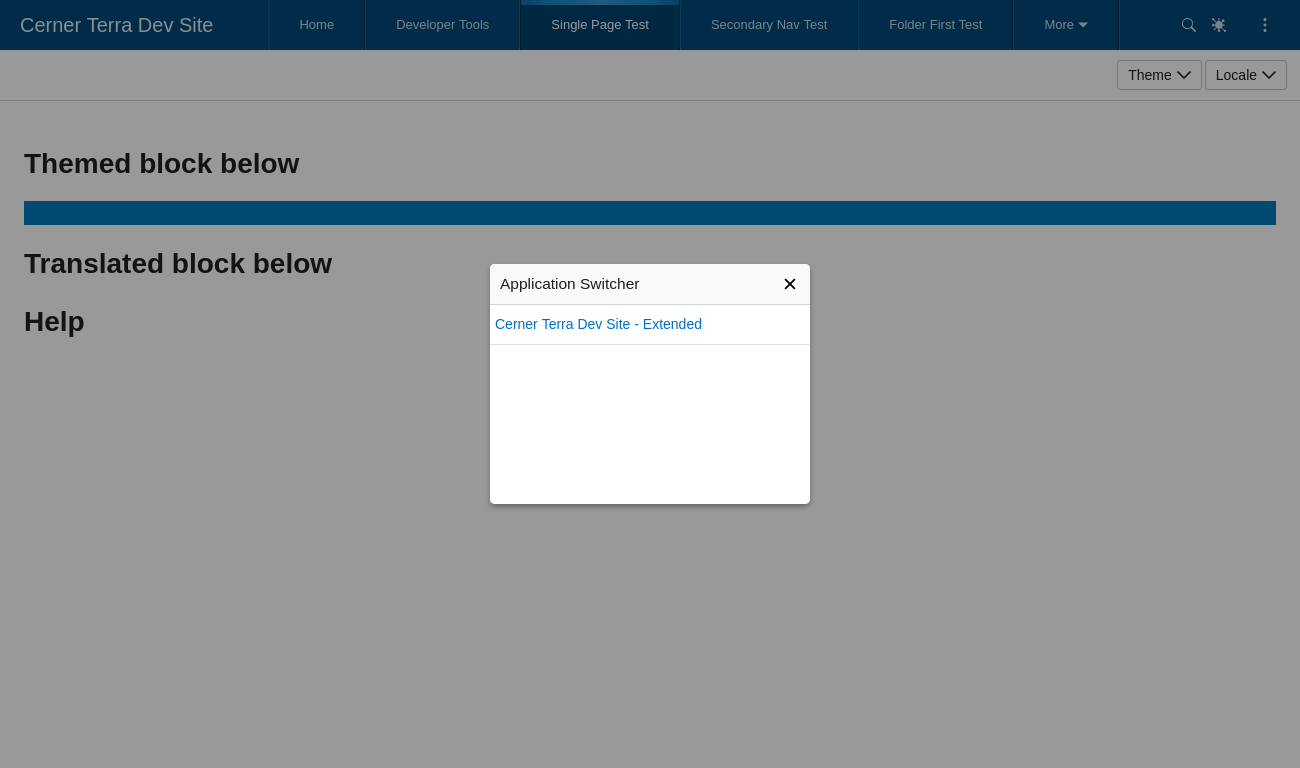 Cerner Terra Dev Site
Home
Developer Tools
Single Page Test
Secondary Nav Test
Folder First Test
More
Theme
Locale
Themed block below
Translated block below
Help
Application Switcher
Cerner Terra Dev Site - Extended